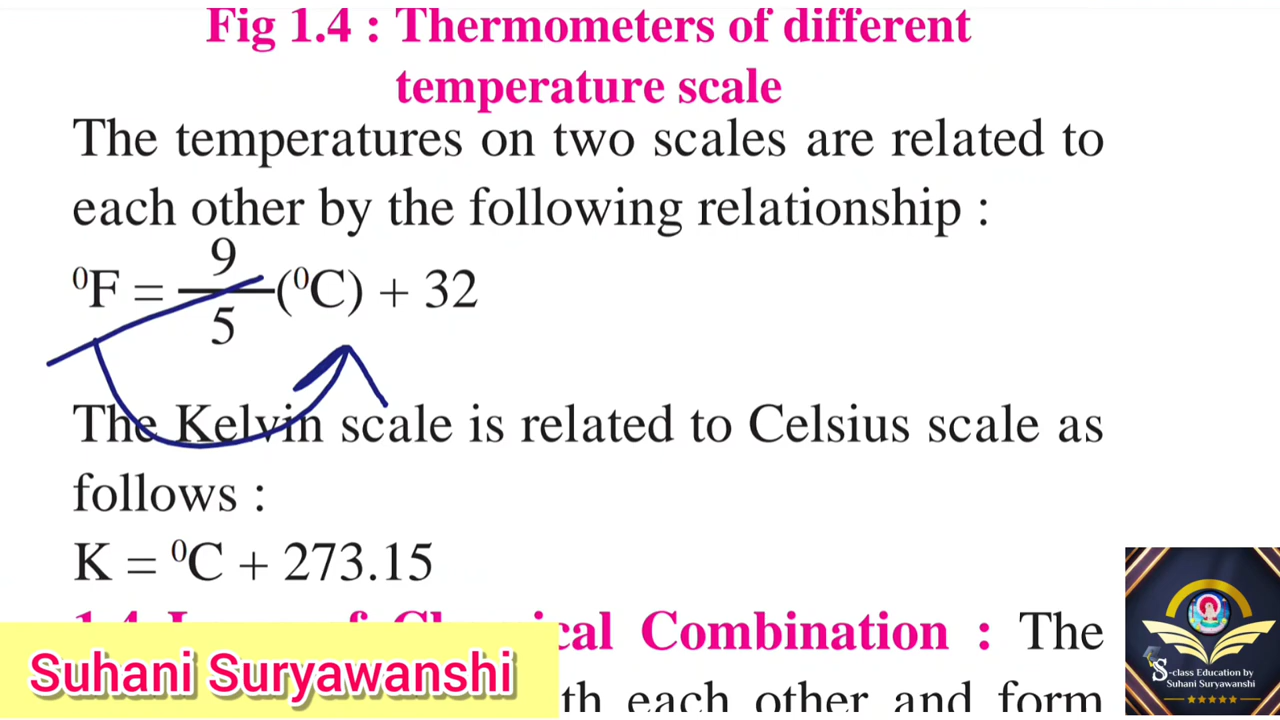 Fig 1.4 : Thermometers of different
temperature scale
The temperatures on two scales are related to
each other by the following relationship :
⁰F = 9/5 (⁰C) + 32
The Kelvin scale is related to Celsius scale as
follows :
K = ⁰C + 273.15
1.4 Combination : The
th each other and form
Suhani Suryawanshi
S-class Education by
Suhani Suryawanshi